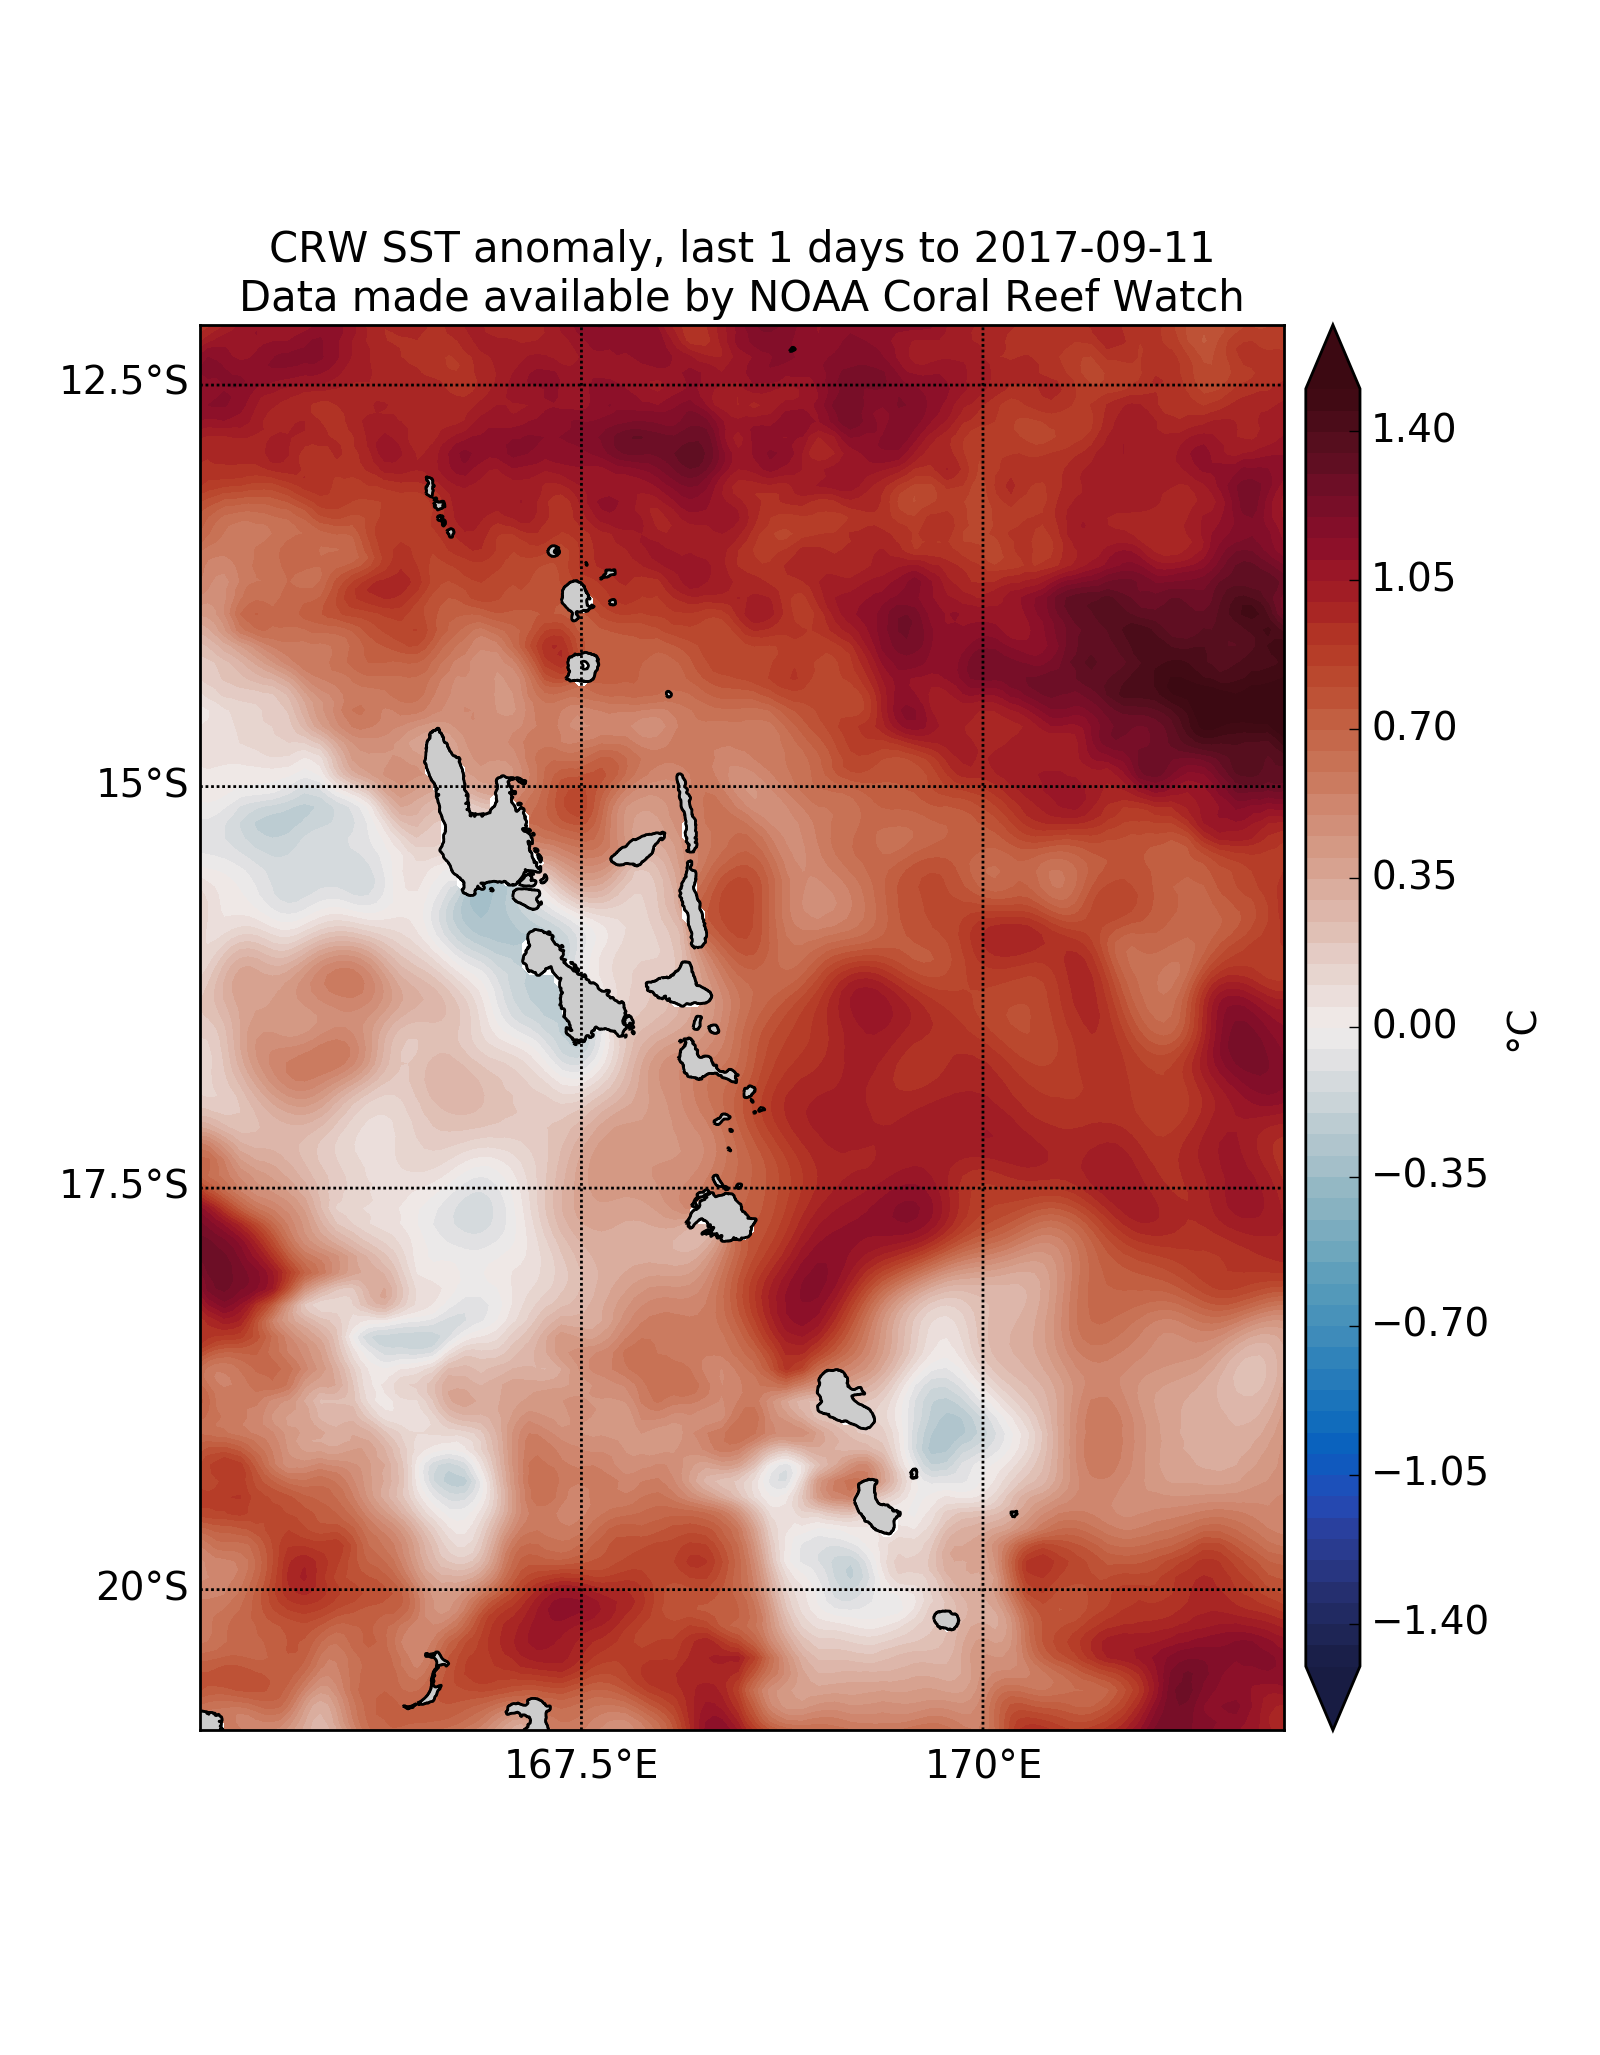 CRW SST anomaly, last 1 days to 2017-09-11
Data made available by NOAA Coral Reef Watch
12.5°S
15°S
17.5°S
20°S
167.5°E
170°E
1.40
1.05
0.70
0.35
0.00
−0.35
−0.70
−1.05
−1.40
°C